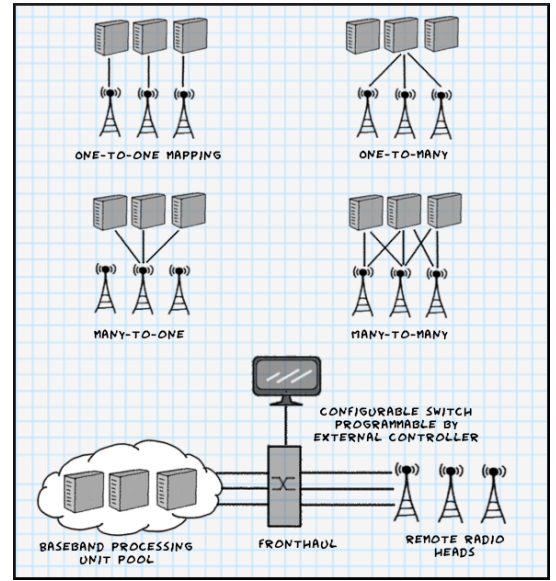 ONE-TO-ONE MAPPING
ONE-TO-MANY
MANY-TO-ONE
MANY-TO-MANY
CONFIGURABLE SWITCH
PROGRAMMABLE BY
EXTERNAL CONTROLLER
BASEBAND PROCESSING
UNIT POOL
FRONTHAUL
REMOTE RADIO
HEADS